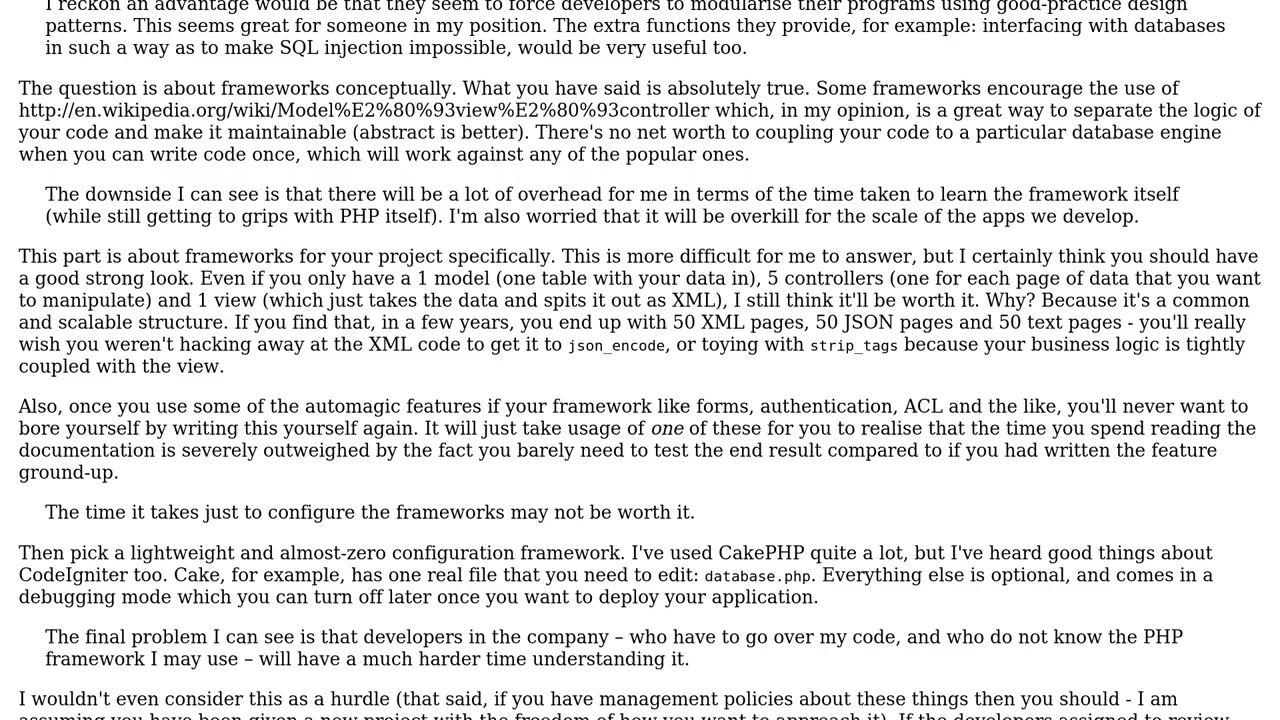 I reckon an advantage would be that they seem to force developers to modularise their programs using good-practice design
patterns. This seems great for someone in my position. The extra functions they provide, for example: interfacing with databases
in such a way as to make SQL injection impossible, would be very useful too.
The question is about frameworks conceptually. What you have said is absolutely true. Some frameworks encourage the use of
http://en.wikipedia.org/wiki/Model%E2%80%93view%E2%80%93controller which, in my opinion, is a great way to separate the logic of
your code and make it maintainable (abstract is better). There's no net worth to coupling your code to a particular database engine
when you can write code once, which will work against any of the popular ones.
The downside I can see is that there will be a lot of overhead for me in terms of the time taken to learn the framework itself
(while still getting to grips with PHP itself). I'm also worried that it will be overkill for the scale of the apps we develop.
This part is about frameworks for your project specifically. This is more difficult for me to answer, but I certainly think you should have
a good strong look. Even if you only have a 1 model (one table with your data in), 5 controllers (one for each page of data that you want
to manipulate) and 1 view (which just takes the data and spits it out as XML), I still think it'll be worth it. Why? Because it's a common
and scalable structure. If you find that, in a few years, you end up with 50 XML pages, 50 JSON pages and 50 text pages - you'll really
wish you weren't hacking away at the XML code to get it to json_encode, or toying with strip_tags because your business logic is tightly
coupled with the view.
Also, once you use some of the automagic features if your framework like forms, authentication, ACL and the like, you'll never want to
bore yourself by writing this yourself again. It will just take usage of one of these for you to realise that the time you spend reading the
documentation is severely outweighed by the fact you barely need to test the end result compared to if you had written the feature
ground-up.
The time it takes just to configure the frameworks may not be worth it.
Then pick a lightweight and almost-zero configuration framework. I've used CakePHP quite a lot, but I've heard good things about
CodeIgniter too. Cake, for example, has one real file that you need to edit: database.php. Everything else is optional, and comes in a
debugging mode which you can turn off later once you want to deploy your application.
The final problem I can see is that developers in the company – who have to go over my code, and who do not know the PHP
framework I may use – will have a much harder time understanding it.
I wouldn't even consider this as a hurdle (that said, if you have management policies about these things then you should - I am
assuming you have been given a new project with the freedom of how you want to approach it). If the developers assigned to review